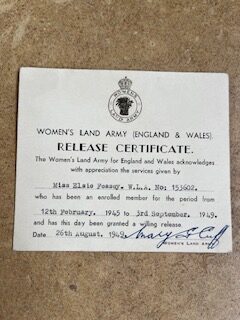 WOMEN'S LAND ARMY
WOMEN'S LAND ARMY (ENGLAND & WALES).
RELEASE CERTIFICATE.
The Women's Land Army for England and Wales acknowledges
with appreciation the services given by
Miss Elsie Possey. W.L.A. No: 153602.
who has been an enrolled member for the period from
12th February. 1945 to 3rd September. 1949.
and has this day been granted a willing release.
Date 26th August. 1949.
WOMEN'S LAND ARMY